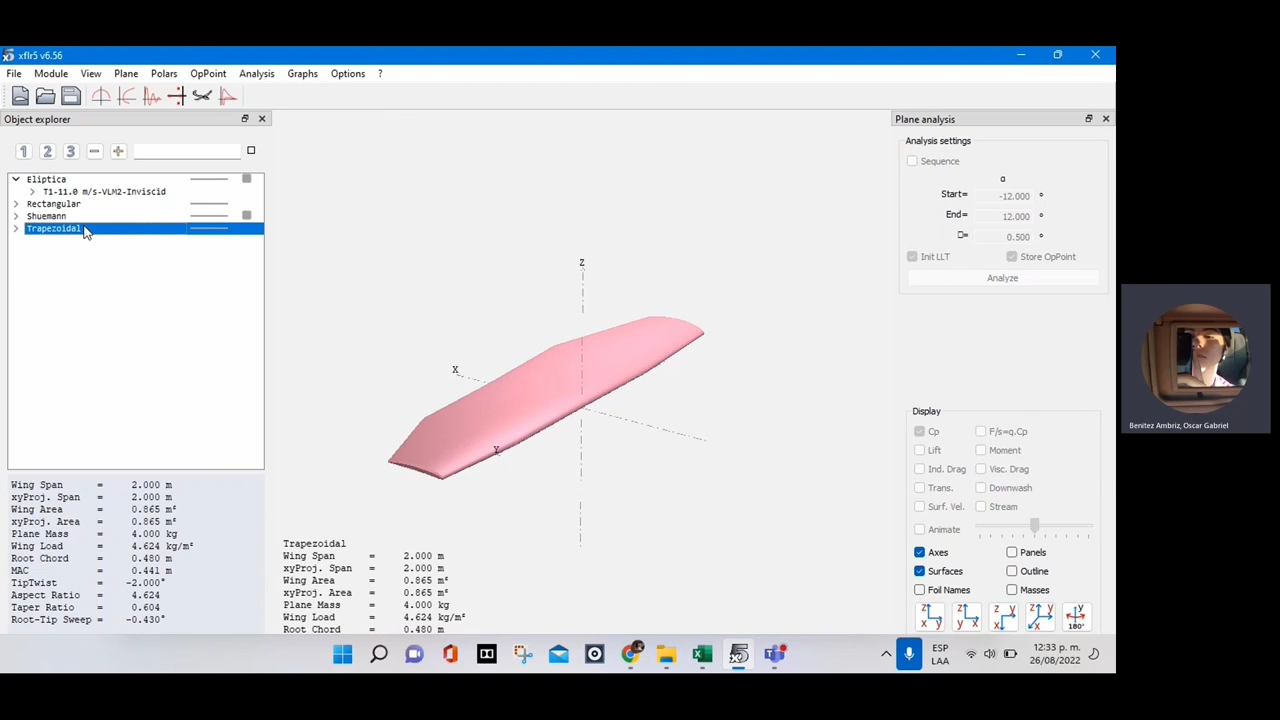 xflr5 v6.56
File Module View Plane Polars OpPoint Analysis Graphs Options ?
Object explorer
1 2 3
Eliptica
T1-11.0 m/s-VLM2-Inviscid
Rectangular
Shuemann
Trapezoidal
Wing Span = 2.000 m
xyProj. Span = 2.000 m
Wing Area = 0.865 m²
xyProj. Area = 0.865 m²
Plane Mass = 4.000 kg
Wing Load = 4.624 kg/m²
Root Chord = 0.480 m
MAC = 0.441 m
TipTwist = -2.000°
Aspect Ratio = 4.624
Taper Ratio = 0.604
Root-Tip Sweep = -0.430°
Z
X
Y
Trapezoidal
Wing Span = 2.000 m
xyProj. Span = 2.000 m
Wing Area = 0.865 m²
xyProj. Area = 0.865 m²
Plane Mass = 4.000 kg
Wing Load = 4.624 kg/m²
Root Chord = 0.480 m
Plane analysis
Analysis settings
Sequence
α
Start= -12.000 °
End= 12.000 °
□= 0.500 °
Init LLT Store OpPoint
Analyze
Display
Cp F/s=q.Cp
Lift Moment
Ind. Drag Visc. Drag
Trans. Downwash
Surf. Vel. Stream
Animate
Axes Panels
Surfaces Outline
Foil Names Masses
z x y z y x z y x z y x y 180°
Benitez Ambriz, Oscar Gabriel
ESP
LAA
12:33 p. m.
26/08/2022